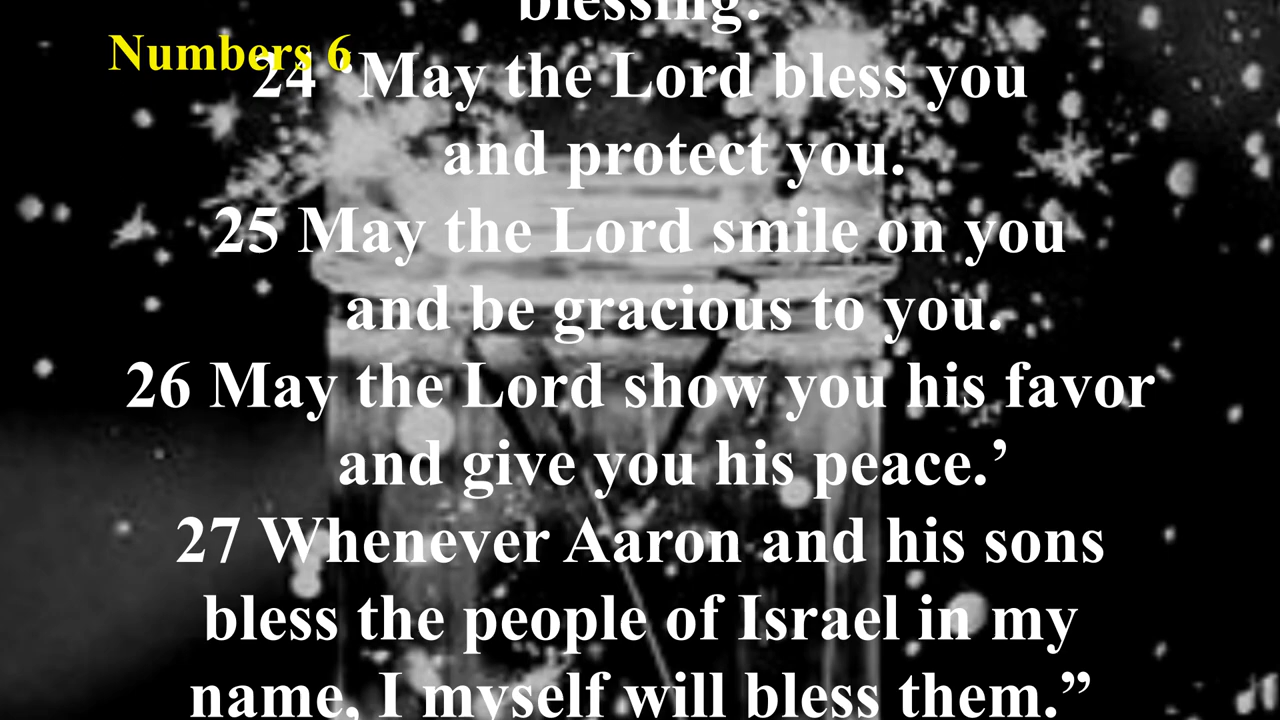 blessing:
Numbers 6
24 ‘May the Lord bless you
and protect you.
25 May the Lord smile on you
and be gracious to you.
26 May the Lord show you his favor
and give you his peace.’
27 Whenever Aaron and his sons
bless the people of Israel in my
name, I myself will bless them.”